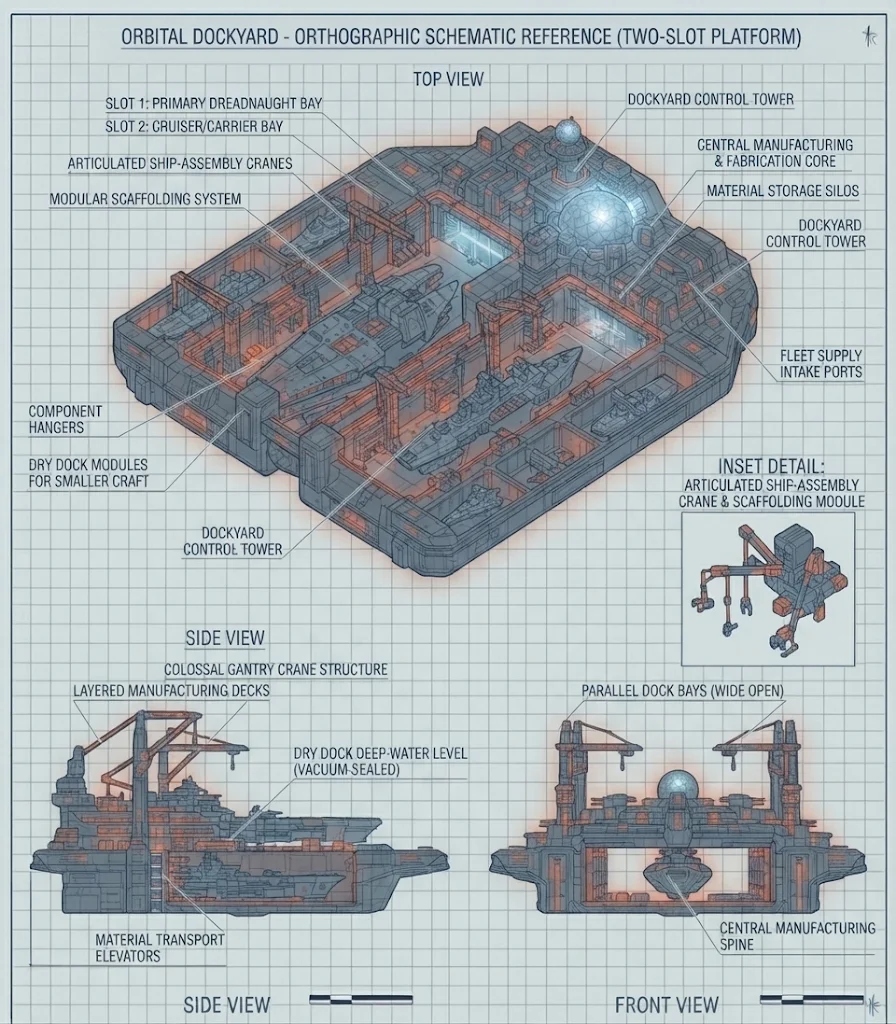 ORBITAL DOCKYARD - ORTHOGRAPHIC SCHEMATIC REFERENCE (TWO-SLOT PLATFORM)
TOP VIEW
SLOT 1: PRIMARY DREADNAUGHT BAY
SLOT 2: CRUISER/CARRIER BAY
ARTICULATED SHIP-ASSEMBLY CRANES
MODULAR SCAFFOLDING SYSTEM
DOCKYARD CONTROL TOWER
CENTRAL MANUFACTURING
& FABRICATION CORE
MATERIAL STORAGE SILOS
DOCKYARD
CONTROL TOWER
FLEET SUPPLY
INTAKE PORTS
COMPONENT
HANGERS
DRY DOCK MODULES
FOR SMALLER CRAFT
DOCKYARD
CONTROL TOWER
INSET DETAIL:
ARTICULATED SHIP-ASSEMBLY
CRANE & SCAFFOLDING MODULE
SIDE VIEW
COLOSSAL GANTRY CRANE STRUCTURE
LAYERED MANUFACTURING DECKS
DRY DOCK DEEP-WATER LEVEL
(VACUUM-SEALED)
MATERIAL TRANSPORT
ELEVATORS
SIDE VIEW
PARALLEL DOCK BAYS (WIDE OPEN)
CENTRAL MANUFACTURING
SPINE
FRONT VIEW